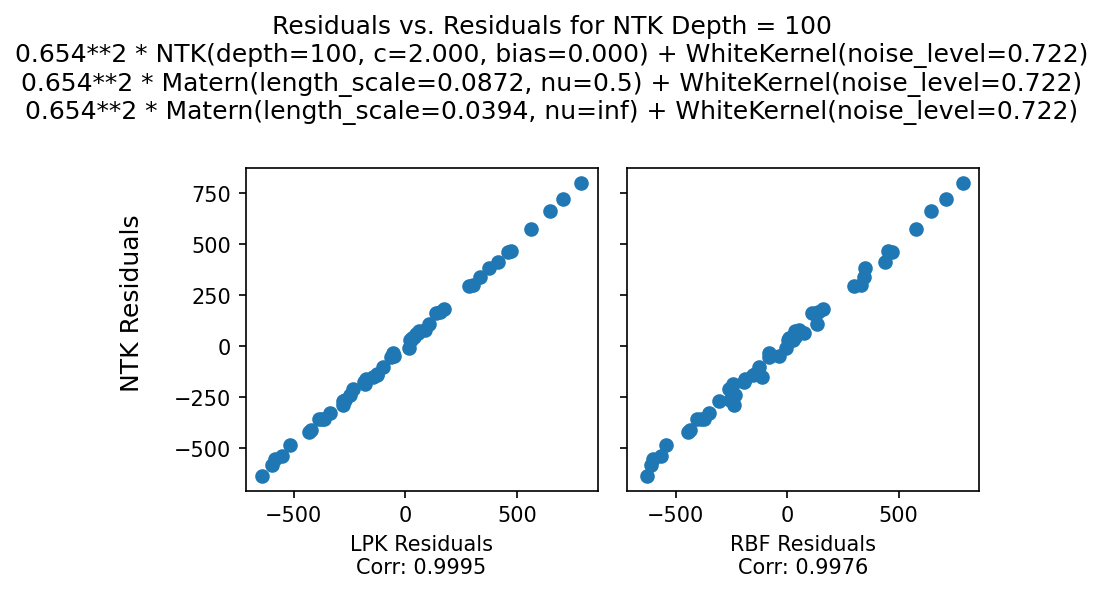 Residuals vs. Residuals for NTK Depth = 100
0.654**2 * NTK(depth=100, c=2.000, bias=0.000) + WhiteKernel(noise_level=0.722)
0.654**2 * Matern(length_scale=0.0872, nu=0.5) + WhiteKernel(noise_level=0.722)
0.654**2 * Matern(length_scale=0.0394, nu=inf) + WhiteKernel(noise_level=0.722)
NTK Residuals
750
500
250
0
−250
−500
−500 0 500
LPK Residuals
Corr: 0.9995
−500 0 500
RBF Residuals
Corr: 0.9976